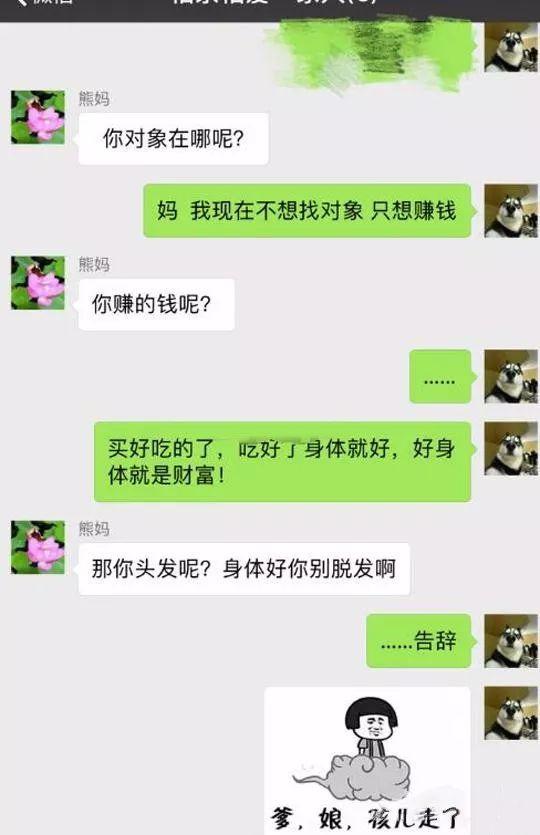 微信
熊妈
你对象在哪呢？
妈 我现在不想找对象 只想赚钱
熊妈
你赚的钱呢？
……
买好吃的了，吃好了身体就好，好身
体就是财富！
熊妈
那你头发呢？身体好你别脱发啊
……告辞
爹，娘，孩儿走了